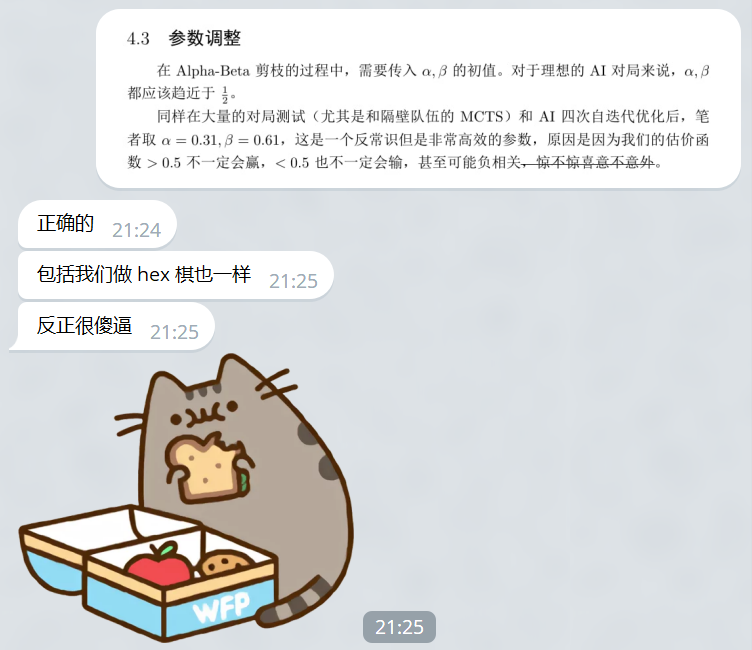 4.3 参数调整
在 Alpha-Beta 剪枝的过程中，需要传入 α, β 的初值。对于理想的 AI 对局来说，α, β
都应该趋近于 1/2。
同样在大量的对局测试（尤其是和隔壁队伍的 MCTS）和 AI 四次自迭代优化后，笔
者取 α = 0.31, β = 0.61，这是一个反常识但是非常高效的参数，原因是因为我们的估价函
数 > 0.5 不一定会赢，< 0.5 也不一定会输，甚至可能负相关，惊不惊喜意不意外。
正确的 21:24
包括我们做 hex 棋也一样 21:25
反正很傻逼 21:25
WFP
21:25